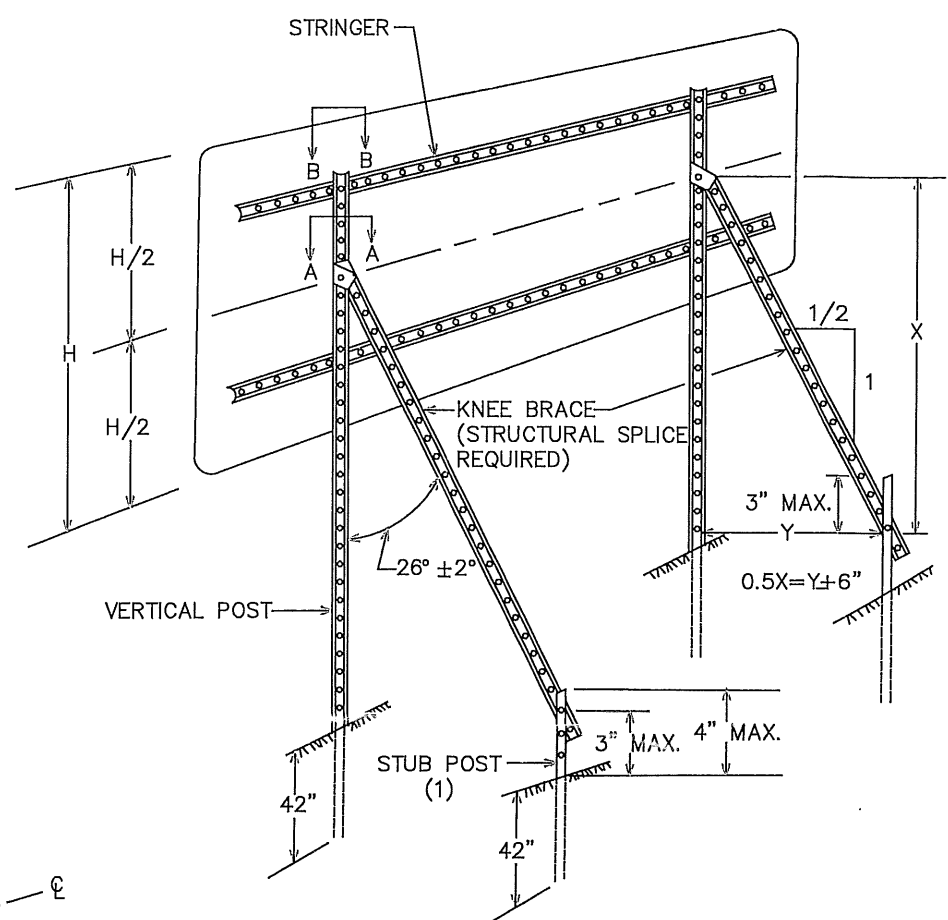 STRINGER
B
B
A
A
H/2
H
H/2
1/2
X
1
KNEE BRACE
(STRUCTURAL SPLICE
REQUIRED)
3" MAX.
Y
26° ±2°
0.5X=Y±6"
VERTICAL POST
4" MAX.
3" MAX.
STUB POST
(1)
42"
42"
℄